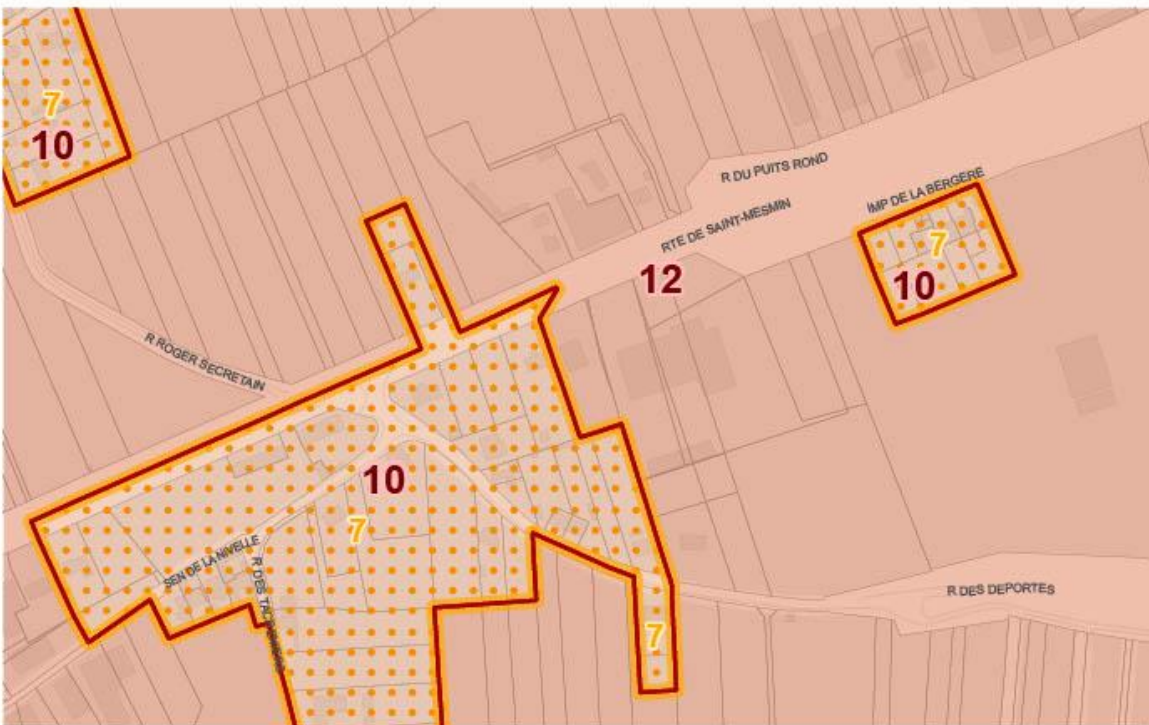 7
10
R DU PUITS ROND
IMP DE LA BERGERE
RTE DE SAINT-MESMIN
7
12
10
R ROGER SECRETAIN
10
7
SEN DE LA NIVELLE
R DES
R DES DEPORTES
7